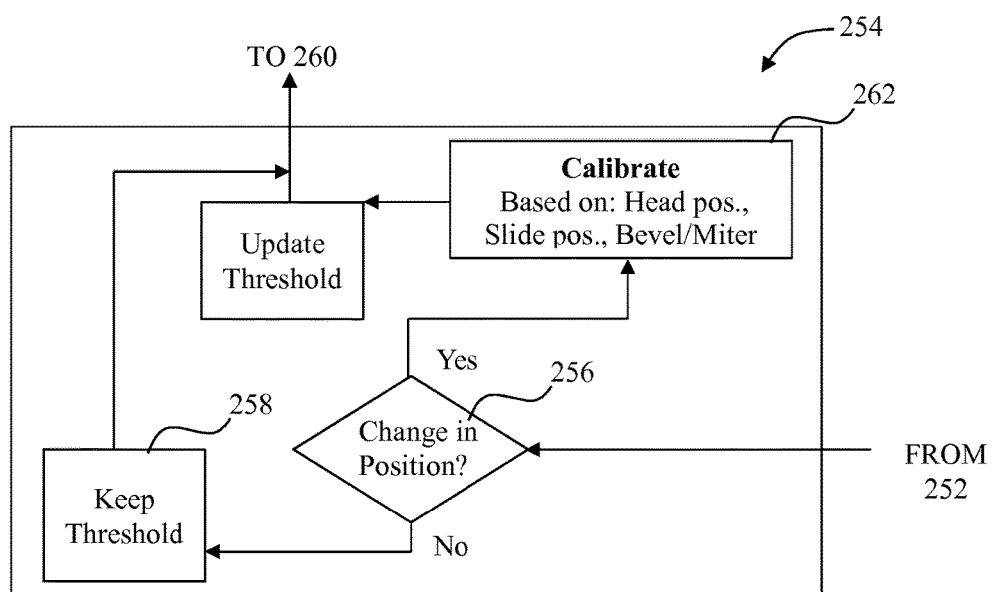 254
TO 260
262
Calibrate
Based on: Head pos.,
Slide pos., Bevel/Miter
Update
Threshold
Yes
256
258
Change in
Position?
FROM
252
Keep
Threshold
No